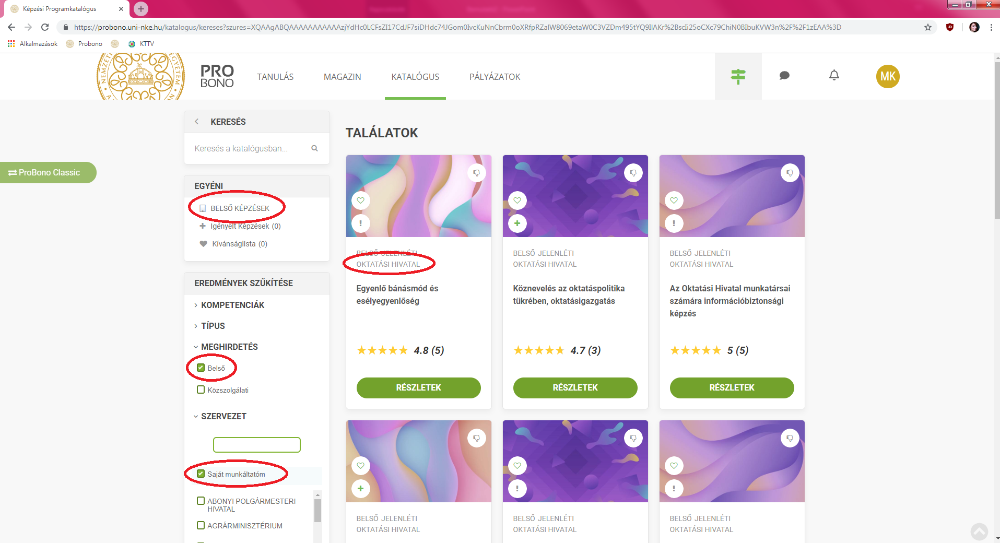 Képzési Programkatalógus
https://probono.uni-nke.hu/katalogus/kereses?szures=XQAAgABQAAAAAAAAAAAzjYdHc0LCFsZI17CdJF7siDHdc74JGom0IvcKuNnCbrm0oXRfpRZalW8069etaW0C3VZDm495tYQ9IlAKr%2BscIi25oCXc79ChiN0BIbuKVW3n%2F%2F1zEAA%3D
Alkalmazások Probono KTTV
PRO
BONO
TANULÁS MAGAZIN KATALÓGUS PÁLYÁZATOK
MK
ProBono Classic
KERESÉS
Keresés a katalógusban...
EGYÉNI
BELSŐ KÉPZÉSEK
Igényelt Képzések (0)
Kívánságlista (0)
EREDMÉNYEK SZŰKÍTÉSE
KOMPETENCIÁK
TÍPUS
MEGHIRDETÉS
Belső
Közszolgálati
SZERVEZET
Saját munkáltatóm
ABONYI POLGÁRMESTERI
HIVATAL
AGRÁRMINISZTÉRIUM
TALÁLATOK
BELSŐ JELENLÉTI
OKTATÁSI HIVATAL
Egyenlő bánásmód és
esélyegyenlőség
4.8 (5)
RÉSZLETEK
BELSŐ JELENLÉTI
OKTATÁSI HIVATAL
Köznevelés az oktatáspolitika
tükrében, oktatásigazgatás
4.7 (3)
RÉSZLETEK
BELSŐ JELENLÉTI
OKTATÁSI HIVATAL
Az Oktatási Hivatal munkatársai
számára információbiztonsági
képzés
5 (5)
RÉSZLETEK
BELSŐ JELENLÉTI
OKTATÁSI HIVATAL
BELSŐ JELENLÉTI
OKTATÁSI HIVATAL
BELSŐ JELENLÉTI
OKTATÁSI HIVATAL